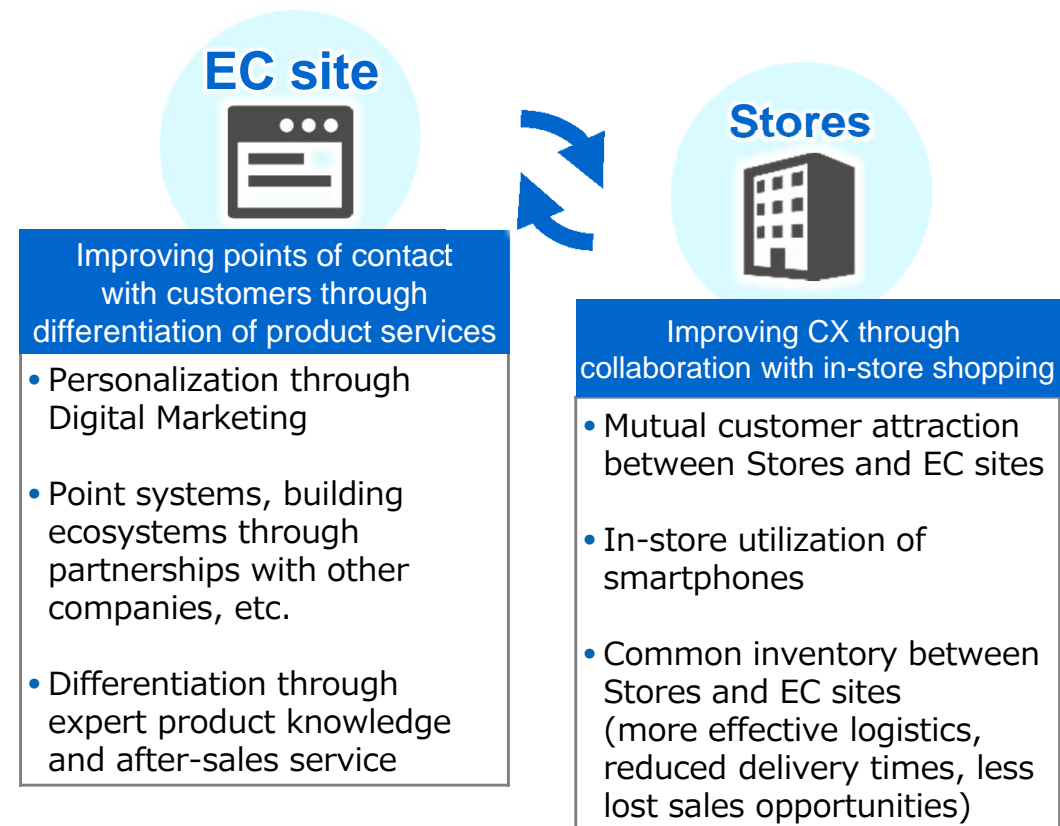 EC site
Improving points of contact
with customers through
differentiation of product services
• Personalization through
Digital Marketing
• Point systems, building
ecosystems through
partnerships with other
companies, etc.
• Differentiation through
expert product knowledge
and after-sales service
Stores
Improving CX through
collaboration with in-store shopping
• Mutual customer attraction
between Stores and EC sites
• In-store utilization of
smartphones
• Common inventory between
Stores and EC sites
(more effective logistics,
reduced delivery times, less
lost sales opportunities)